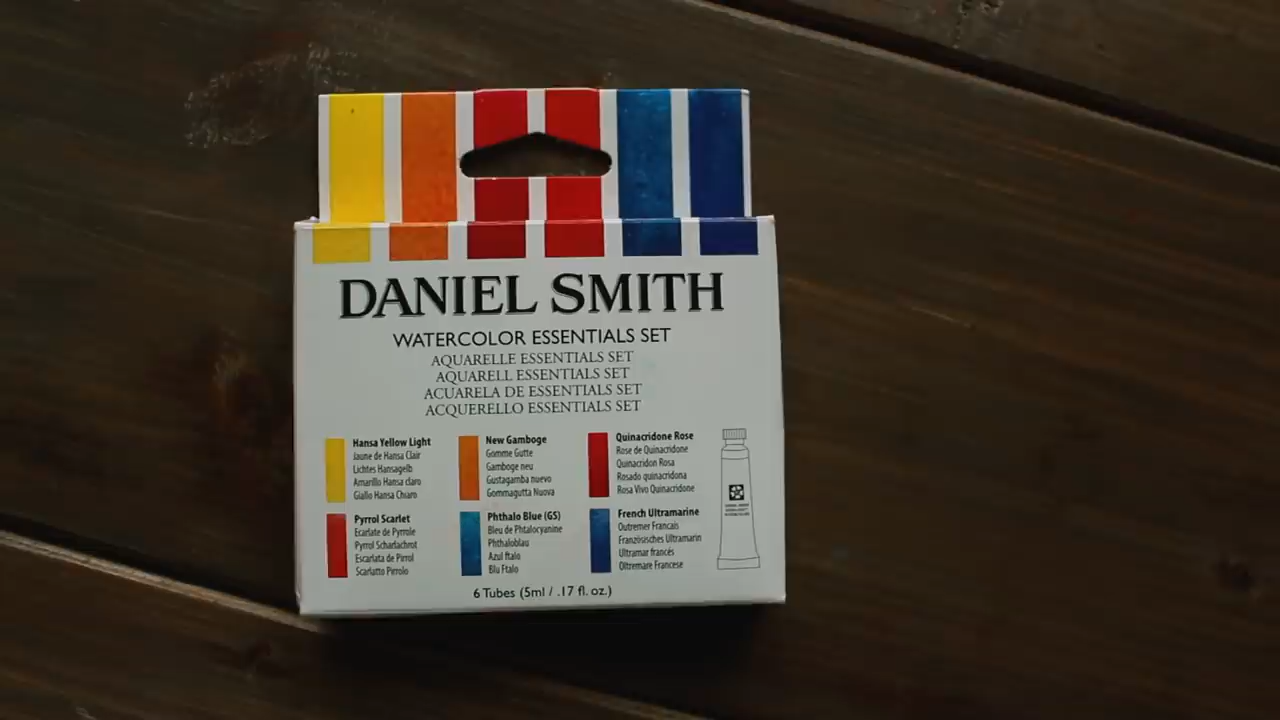 DANIEL SMITH
WATERCOLOR ESSENTIALS SET
AQUARELLE ESSENTIALS SET
AQUARELL ESSENTIALS SET
ACUARELA DE ESSENTIALS SET
ACQUERELLO ESSENTIALS SET
Hansa Yellow Light
Jaune de Hansa Clair
Lichtes Hansagelb
Amarillo Hansa claro
Giallo Hansa Chiaro
New Gamboge
Gomme Gutte
Gamboge neu
Gustagamba nuevo
Gommagutta Nuova
Quinacridone Rose
Rose de Quinacridone
Quinacridon Rosa
Rosado quinacridona
Rosa Vivo Quinacridone
Pyrrol Scarlet
Ecarlate de Pyrrole
Pyrrol Scharlachrot
Escarlata de Pirrol
Scarlatto Pirrolo
Phthalo Blue (GS)
Bleu de Phtalocyanine
Phthaloblau
Azul ftalo
Blu Ftalo
French Ultramarine
Outremer Francais
Französisches Ultramarin
Ultramar francés
Oltremare Francese
6 Tubes (5ml / .17 fl. oz.)